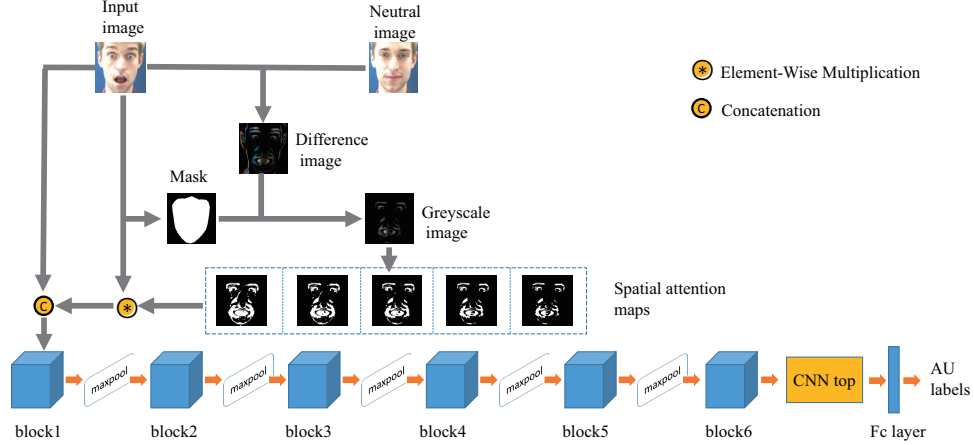 Input
image
Neutral
image
* Element-Wise Multiplication
C Concatenation
Difference
image
Mask
Greyscale
image
Spatial attention
maps
C
*
maxpool
maxpool
maxpool
maxpool
maxpool
CNN top
AU
labels
block1
block2
block3
block4
block5
block6
Fc layer